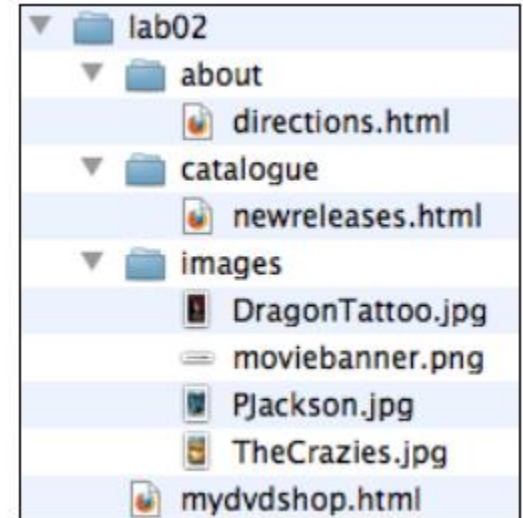 lab02
about
directions.html
catalogue
newreleases.html
images
DragonTattoo.jpg
moviebanner.png
PJackson.jpg
TheCrazies.jpg
mydvdshop.html